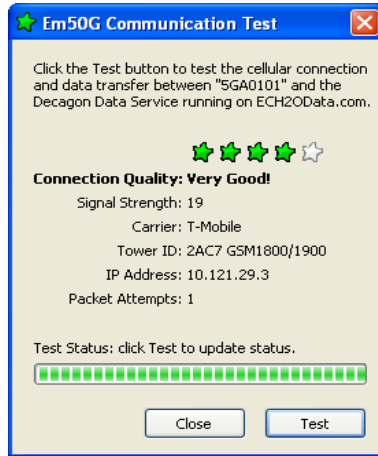 Em50G Communication Test
Click the Test button to test the cellular connection
and data transfer between "5GA0101" and the
Decagon Data Service running on ECH2OData.com.
Connection Quality: Very Good!
Signal Strength: 19
Carrier: T-Mobile
Tower ID: 2AC7 GSM1800/1900
IP Address: 10.121.29.3
Packet Attempts: 1
Test Status: click Test to update status.
Close Test